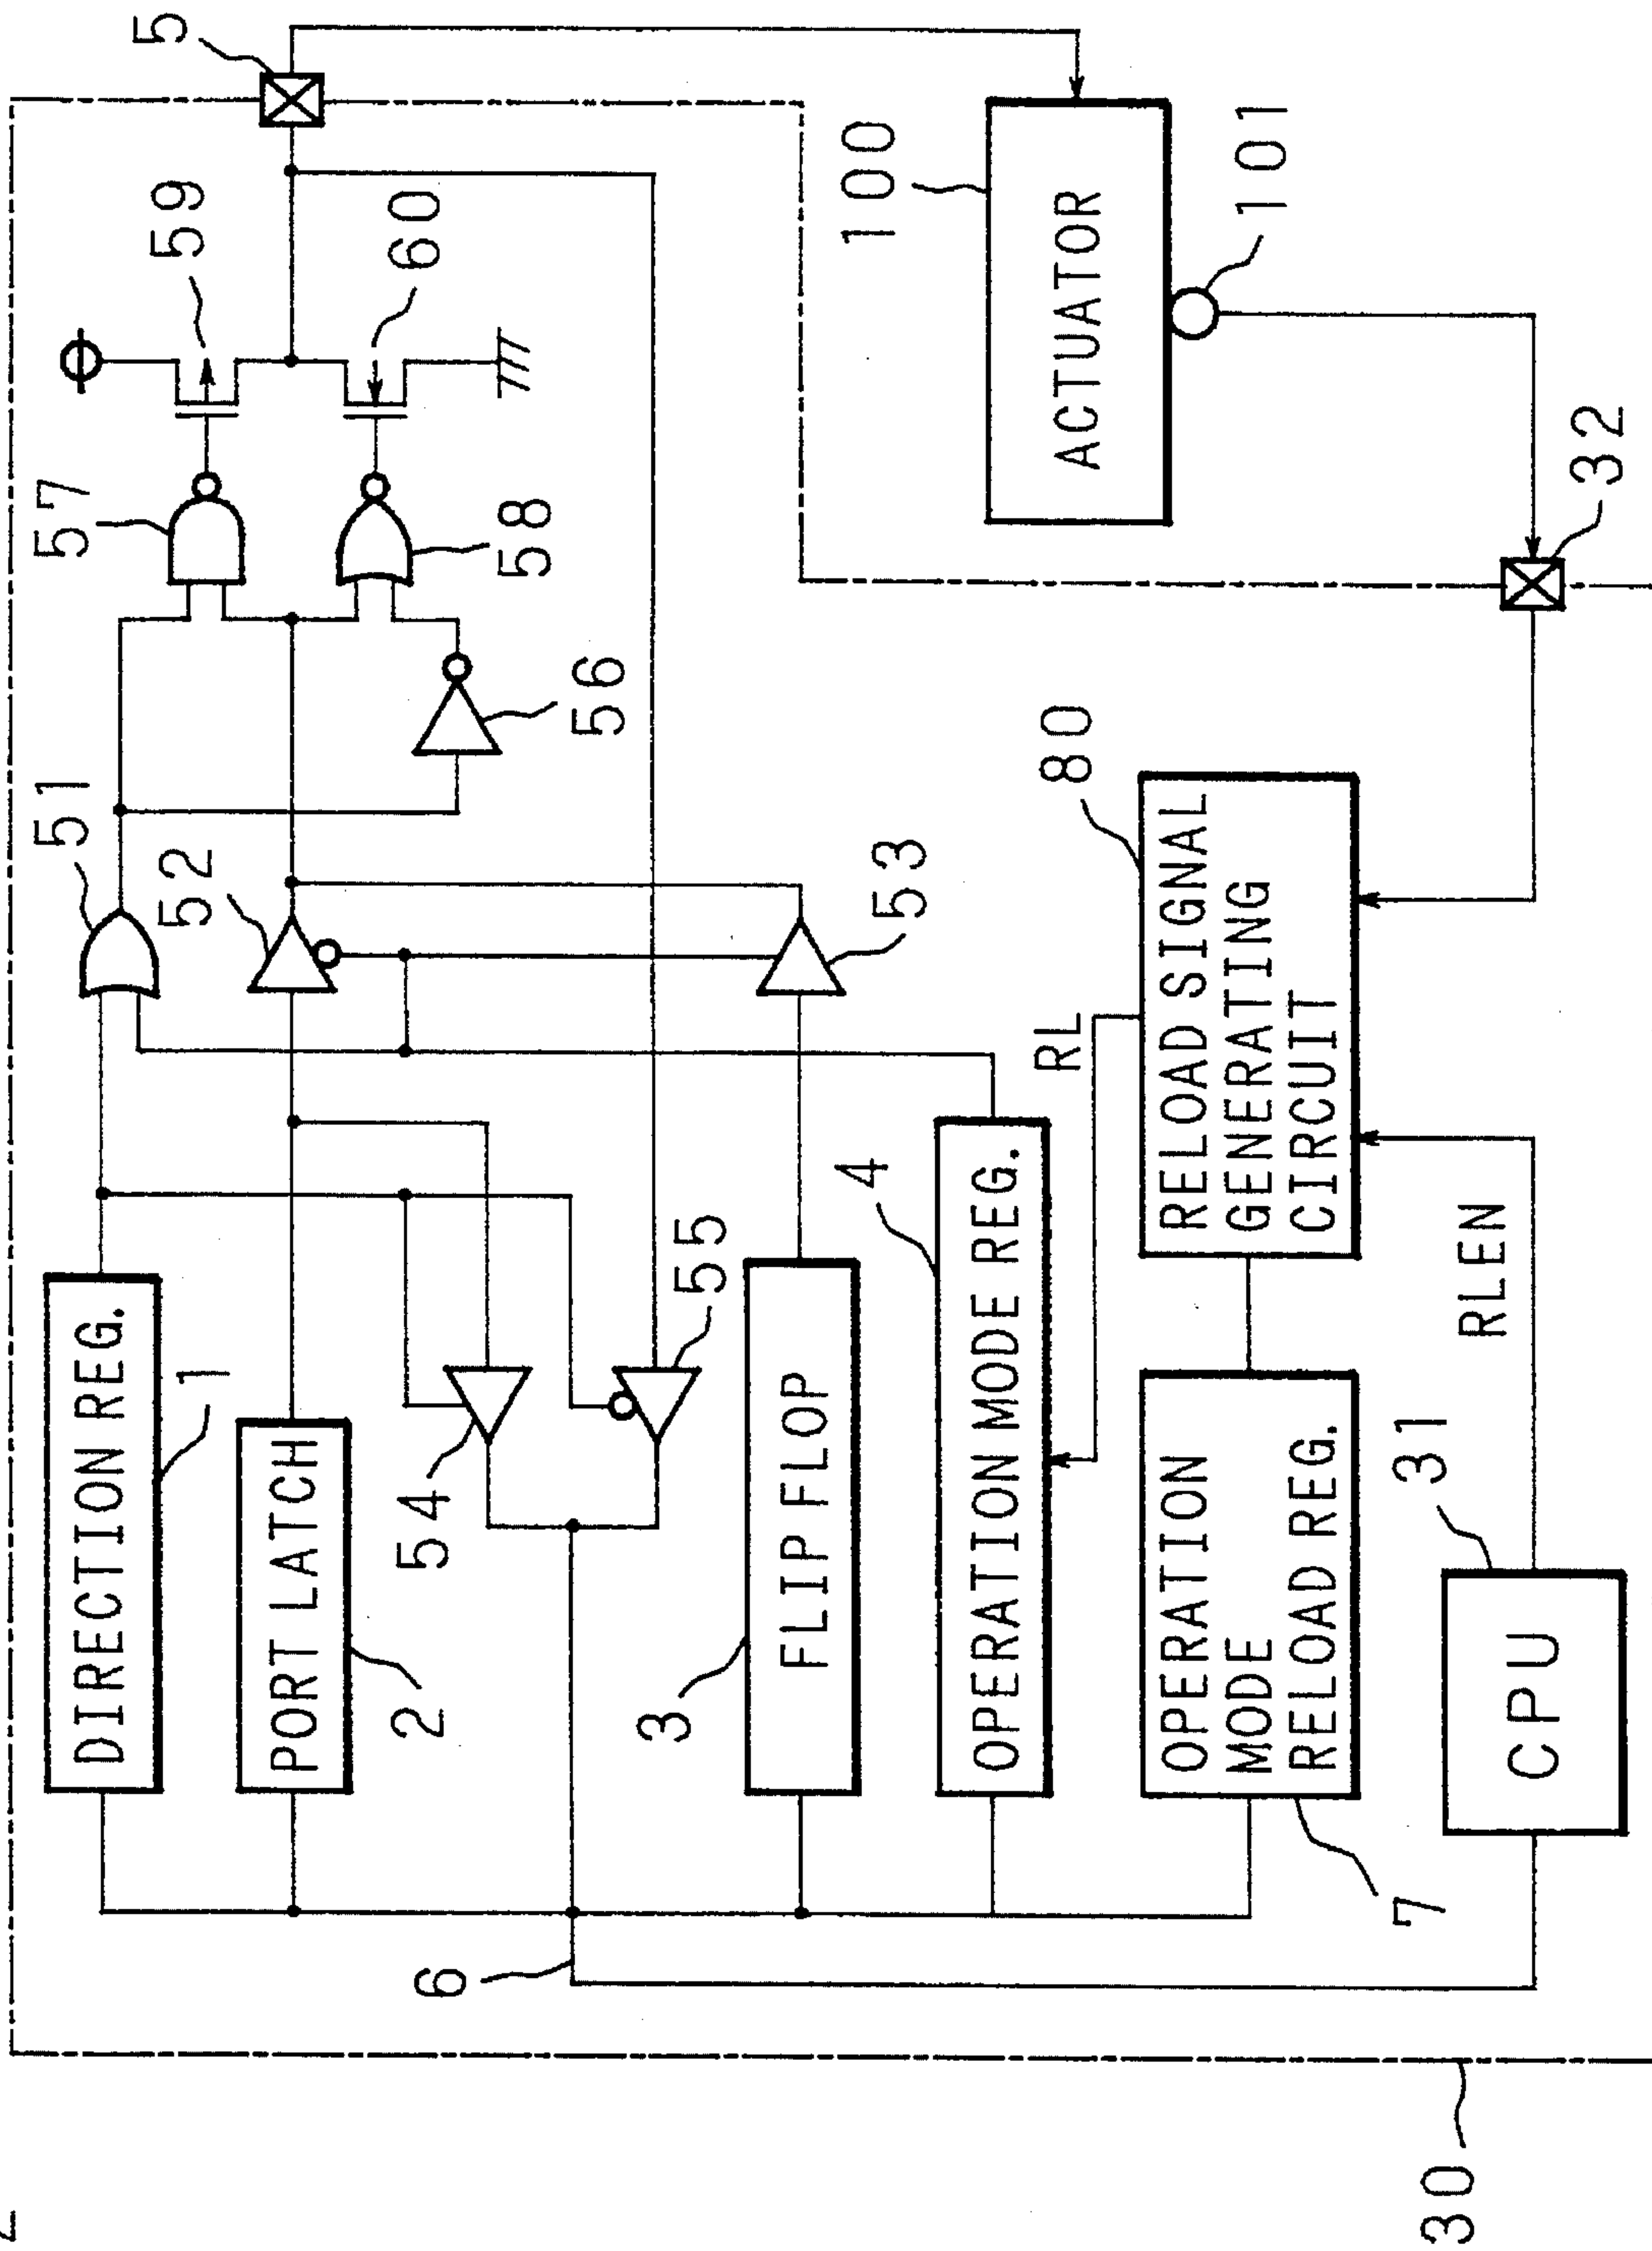 DIRECTION REG.
1
PORT LATCH
2
54
55
3
FLIP FLOP
4
OPERATION MODE REG.
OPERATION
MODE
RELOAD REG.
7
RELOAD SIGNAL
GENERATING
CIRCUIT
80
RL
RLEN
CPU
31
6
30
51
52
53
56
57
58
59
60
5
ACTUATOR
100
101
32